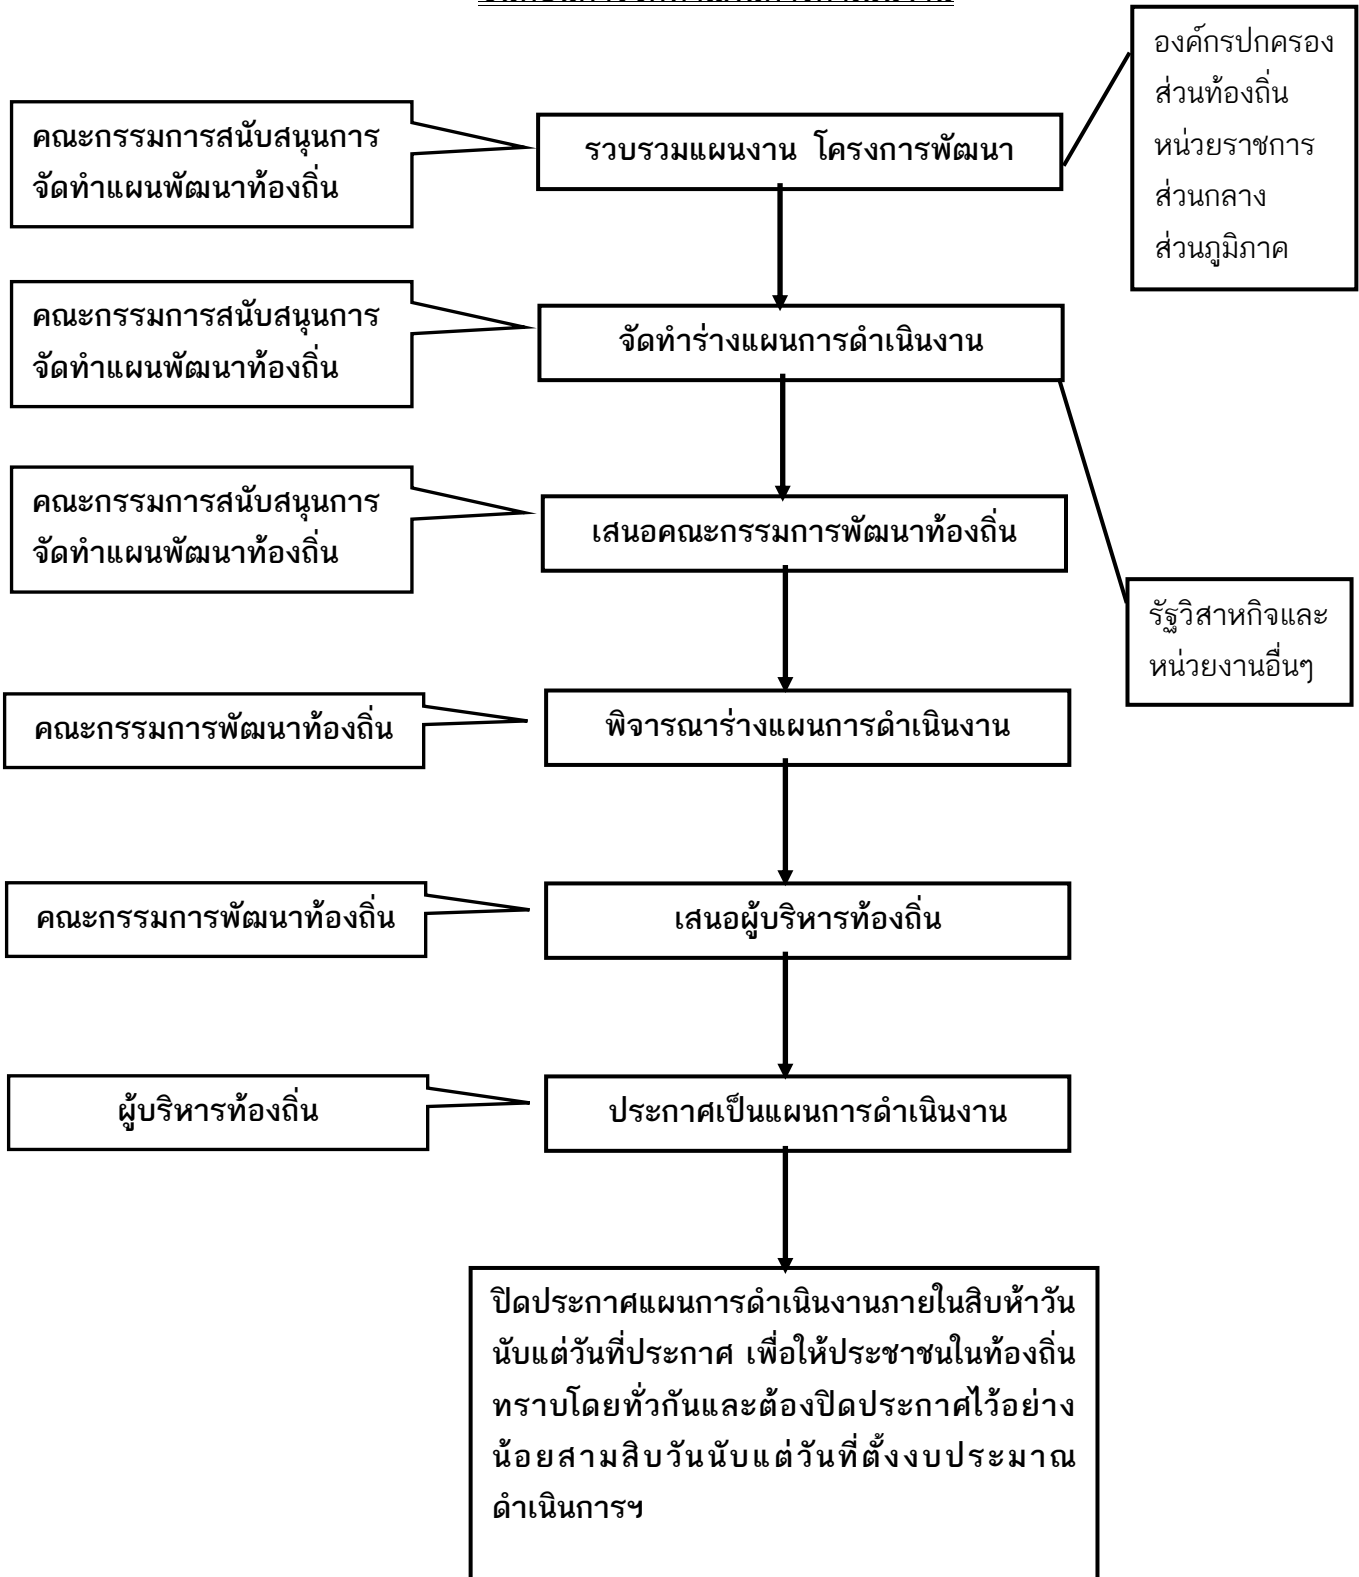 องค์กรปกครอง
ส่วนท้องถิ่น
หน่วยราชการ
ส่วนกลาง
ส่วนภูมิภาค
คณะกรรมการสนับสนุนการ
จัดทำแผนพัฒนาท้องถิ่น
รวบรวมแผนงาน โครงการพัฒนา
คณะกรรมการสนับสนุนการ
จัดทำแผนพัฒนาท้องถิ่น
จัดทำร่างแผนการดำเนินงาน
คณะกรรมการสนับสนุนการ
จัดทำแผนพัฒนาท้องถิ่น
เสนอคณะกรรมการพัฒนาท้องถิ่น
รัฐวิสาหกิจและ
หน่วยงานอื่นๆ
คณะกรรมการพัฒนาท้องถิ่น
พิจารณาร่างแผนการดำเนินงาน
คณะกรรมการพัฒนาท้องถิ่น
เสนอผู้บริหารท้องถิ่น
ผู้บริหารท้องถิ่น
ประกาศเป็นแผนการดำเนินงาน
ปิดประกาศแผนการดำเนินงานภายในสิบห้าวัน
นับแต่วันที่ประกาศ เพื่อให้ประชาชนในท้องถิ่น
ทราบโดยทั่วกันและต้องปิดประกาศไว้อย่าง
น้อยสามสิบวันนับแต่วันที่ตั้งงบประมาณ
ดำเนินการฯ